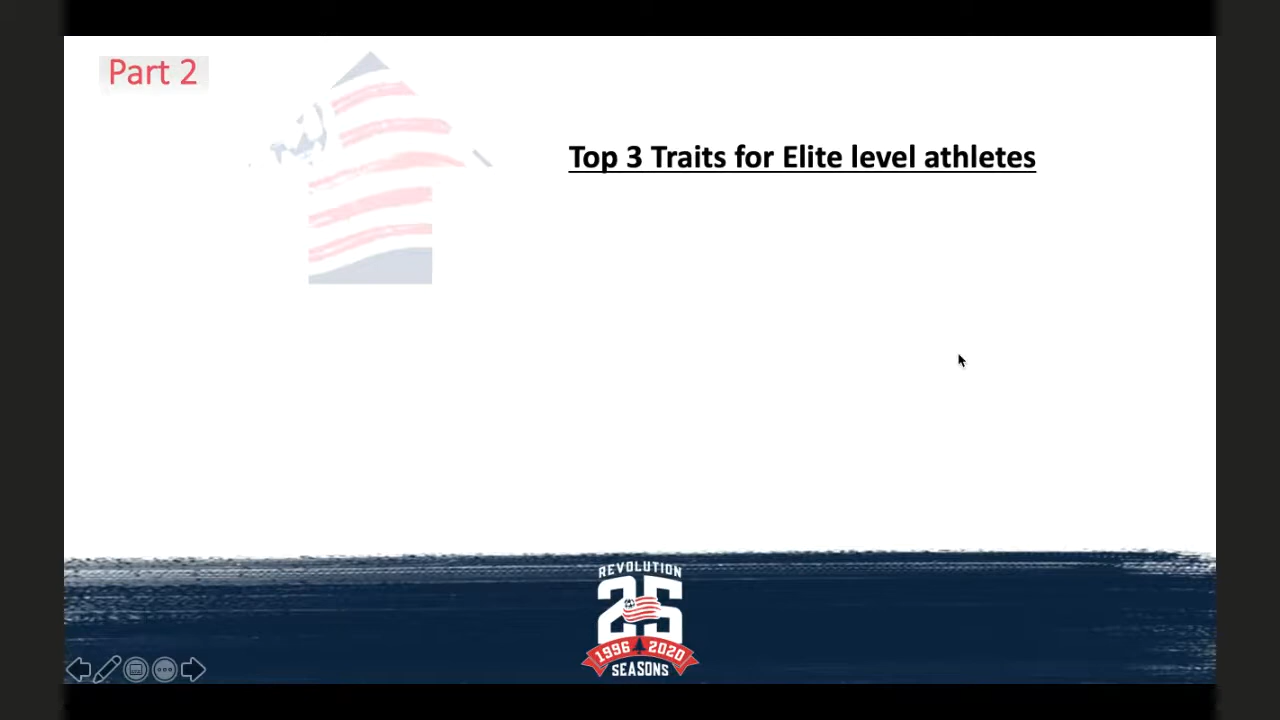 Part 2
Top 3 Traits for Elite level athletes
REVOLUTION
25
1996 2020
SEASONS